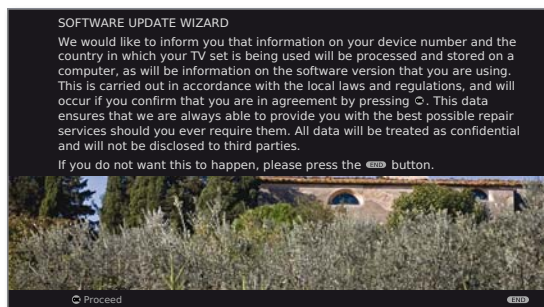 SOFTWARE UPDATE WIZARD
We would like to inform you that information on your device number and the
country in which your TV set is being used will be processed and stored on a
computer, as will be information on the software version that you are using.
This is carried out in accordance with the local laws and regulations, and will
occur if you confirm that you are in agreement by pressing . This data
ensures that we are always able to provide you with the best possible repair
services should you ever require them. All data will be treated as confidential
and will not be disclosed to third parties.
If you do not want this to happen, please press the END button.
Proceed
END